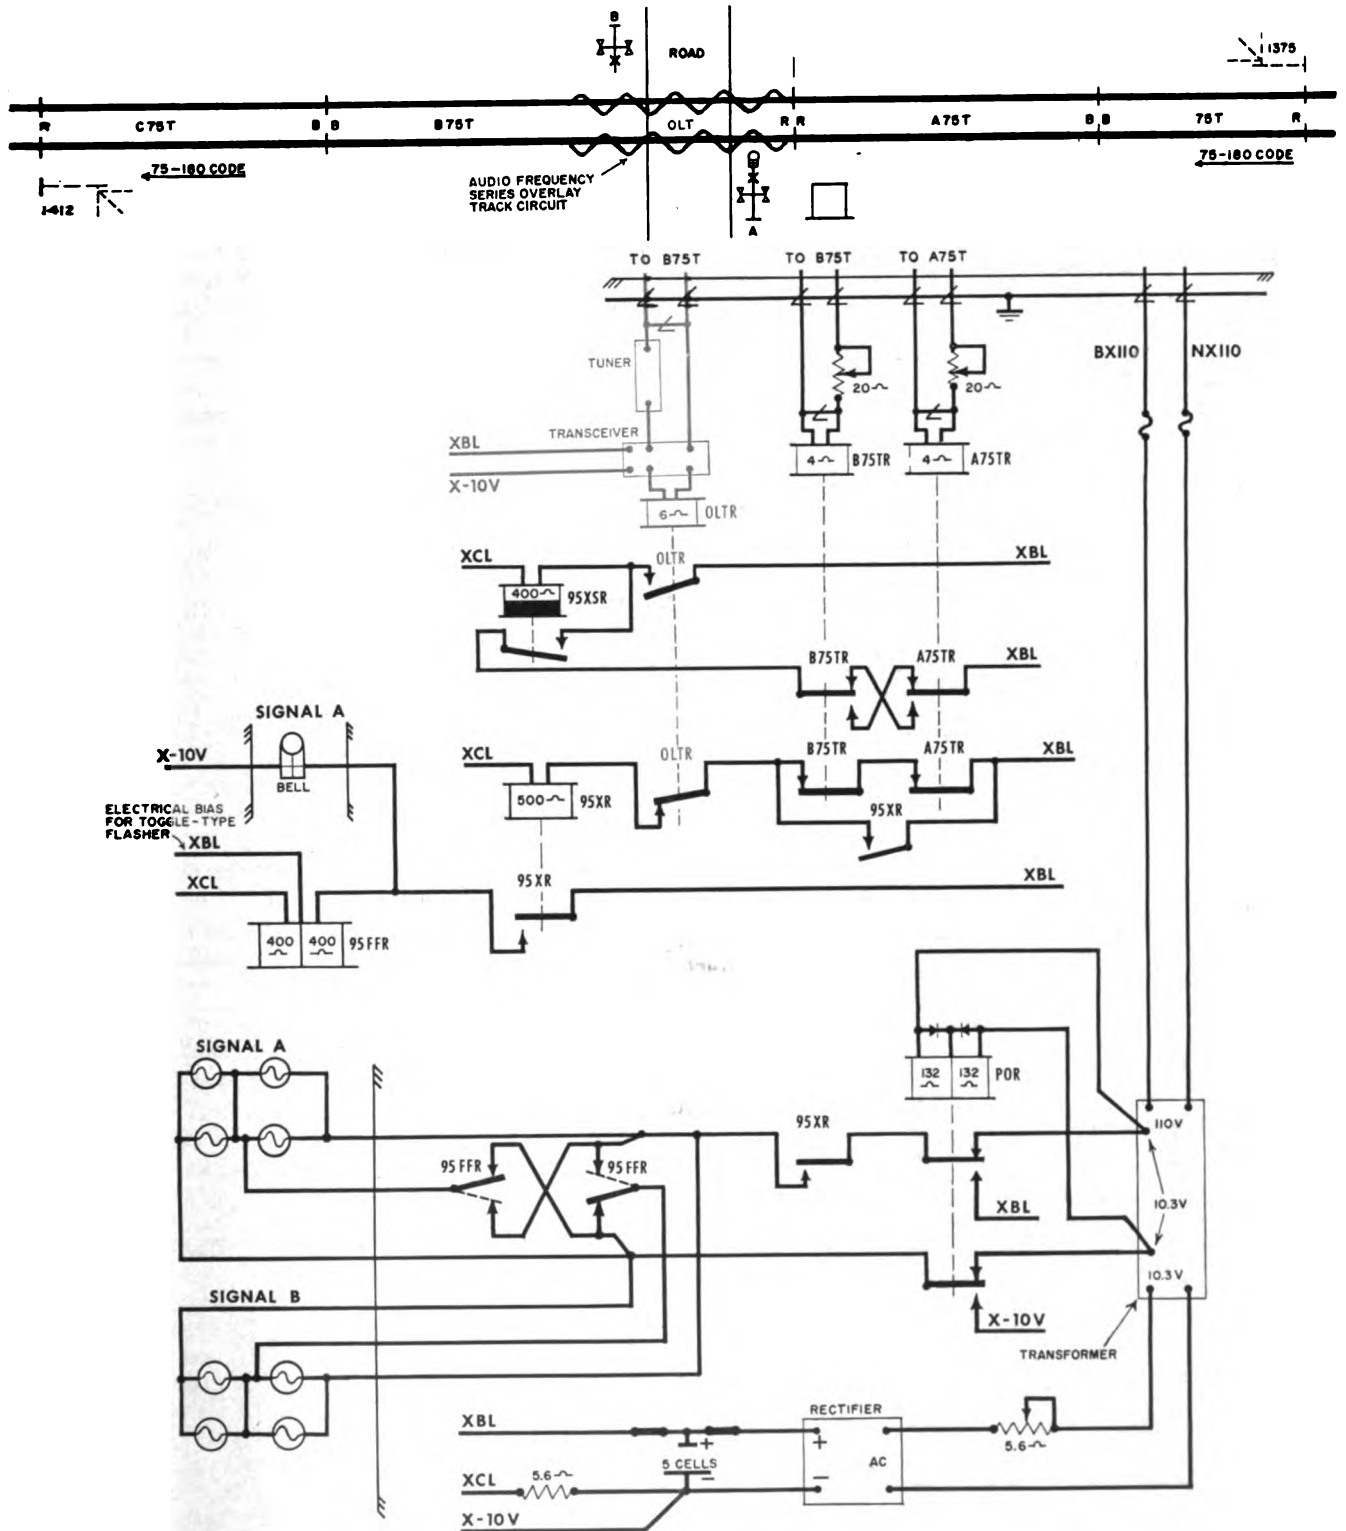 B
ROAD
1375
R C75T B B B75T OLT R R A75T B B 75T R
75-180 CODE
75-180 CODE
AUDIO FREQUENCY
SERIES OVERLAY
TRACK CIRCUIT
1412
A
TO B75T TO B75T TO A75T
BX110 NX110
TUNER
20
20
TRANSCEIVER
XBL
X-10V
4 B75TR
4 A75TR
6 OLTR
XCL OLTR XBL
400 95XSR
B75TR A75TR XBL
SIGNAL A
X-10V
BELL
XCL OLTR B75TR A75TR XBL
500 95XR
95XR
ELECTRICAL BIAS
FOR TOGGLE-TYPE
FLASHER
XBL
XCL
95XR XBL
400 400 95FFR
SIGNAL A
132 132 POR
110V
95XR
95FFR 95FFR
XBL
10.3V
10.3V
SIGNAL B
X-10V
TRANSFORMER
RECTIFIER
XBL
+
+
5.6
5 CELLS
AC
XCL 5.6
−
−
X-10V